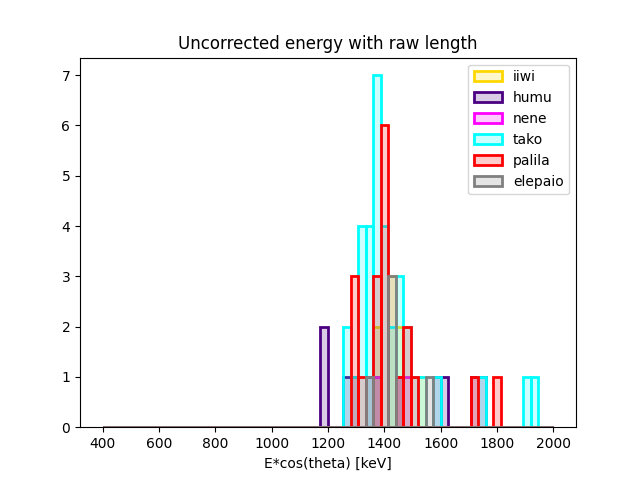 Uncorrected energy with raw length
7
6
5
4
3
2
1
0
iiwi
humu
nene
tako
palila
elepaio
400 600 800 1000 1200 1400 1600 1800 2000
E*cos(theta) [keV]